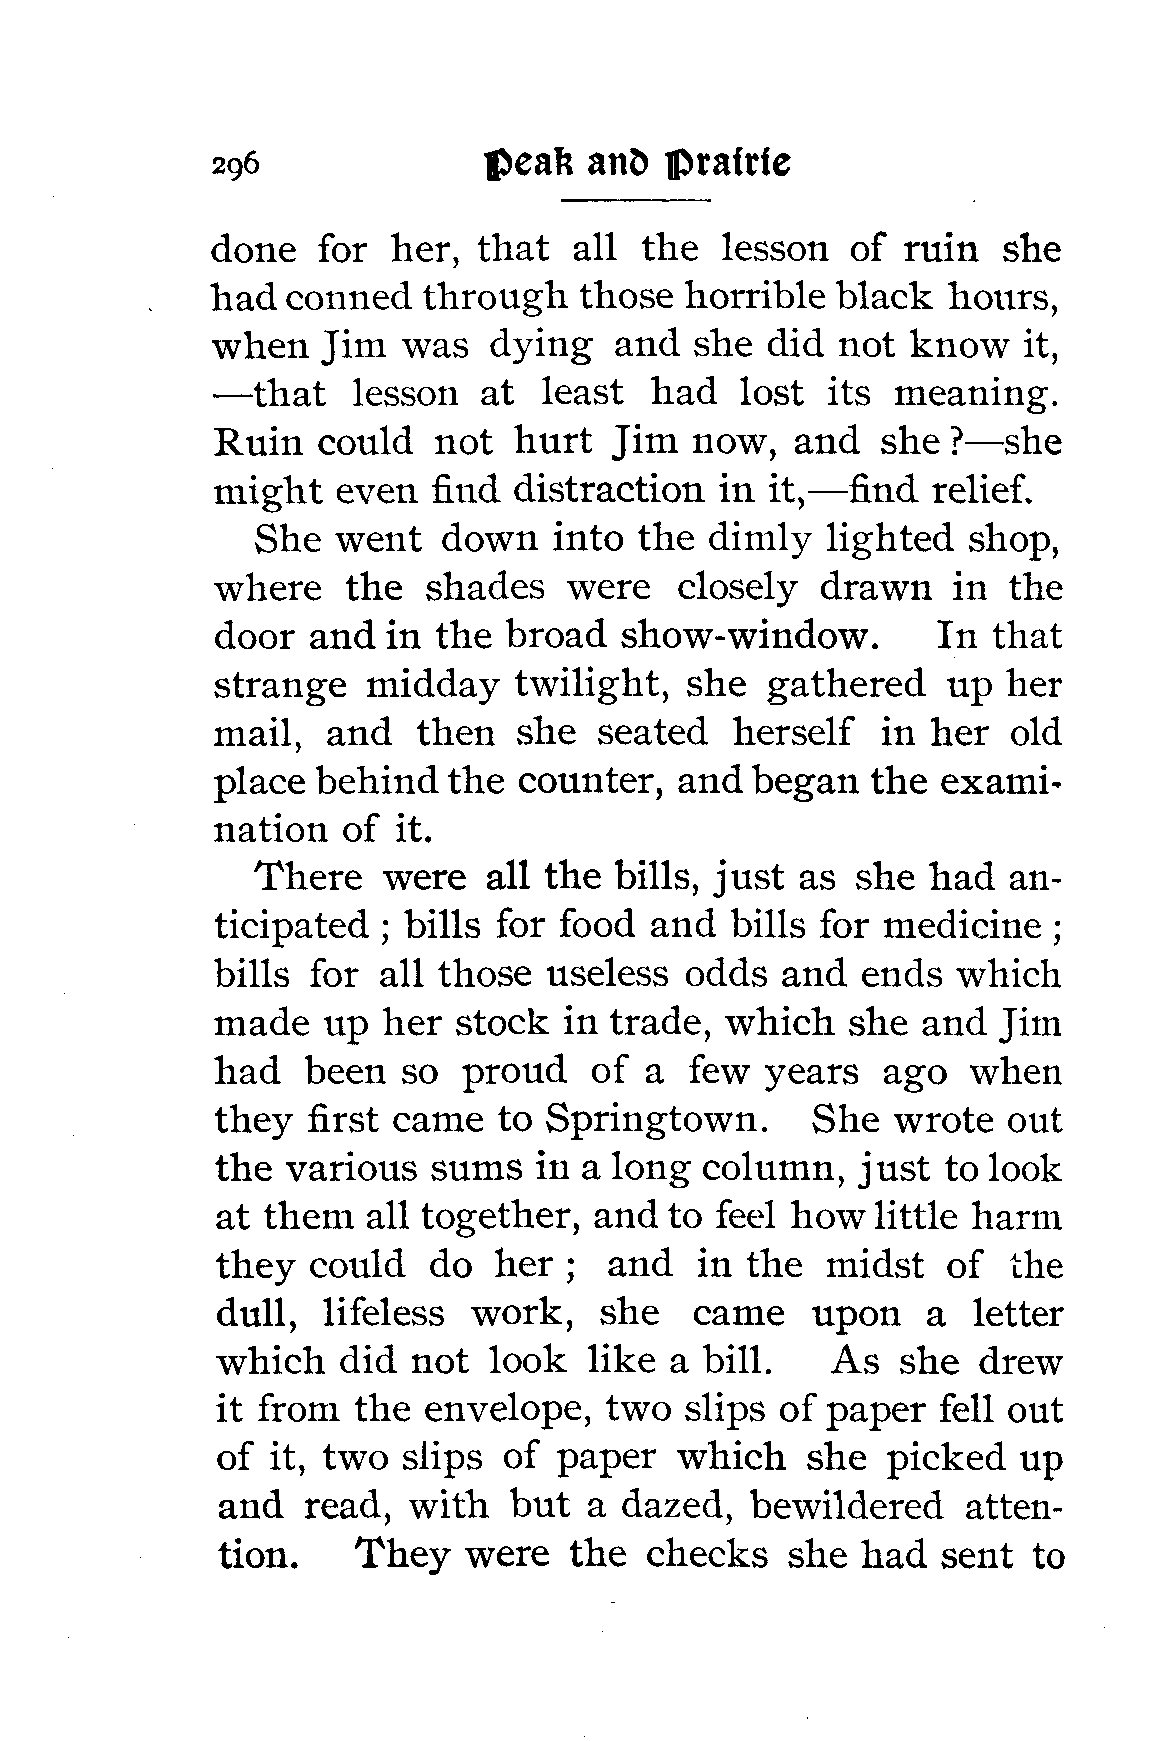 296 Peak and Prairie
done for her, that all the lesson of ruin she
had conned through those horrible black hours,
when Jim was dying and she did not know it,
—that lesson at least had lost its meaning.
Ruin could not hurt Jim now, and she ?—she
might even find distraction in it,—find relief.
She went down into the dimly lighted shop,
where the shades were closely drawn in the
door and in the broad show-window. In that
strange midday twilight, she gathered up her
mail, and then she seated herself in her old
place behind the counter, and began the exami-
nation of it.
There were all the bills, just as she had an-
ticipated ; bills for food and bills for medicine ;
bills for all those useless odds and ends which
made up her stock in trade, which she and Jim
had been so proud of a few years ago when
they first came to Springtown. She wrote out
the various sums in a long column, just to look
at them all together, and to feel how little harm
they could do her ; and in the midst of the
dull, lifeless work, she came upon a letter
which did not look like a bill. As she drew
it from the envelope, two slips of paper fell out
of it, two slips of paper which she picked up
and read, with but a dazed, bewildered atten-
tion. They were the checks she had sent to